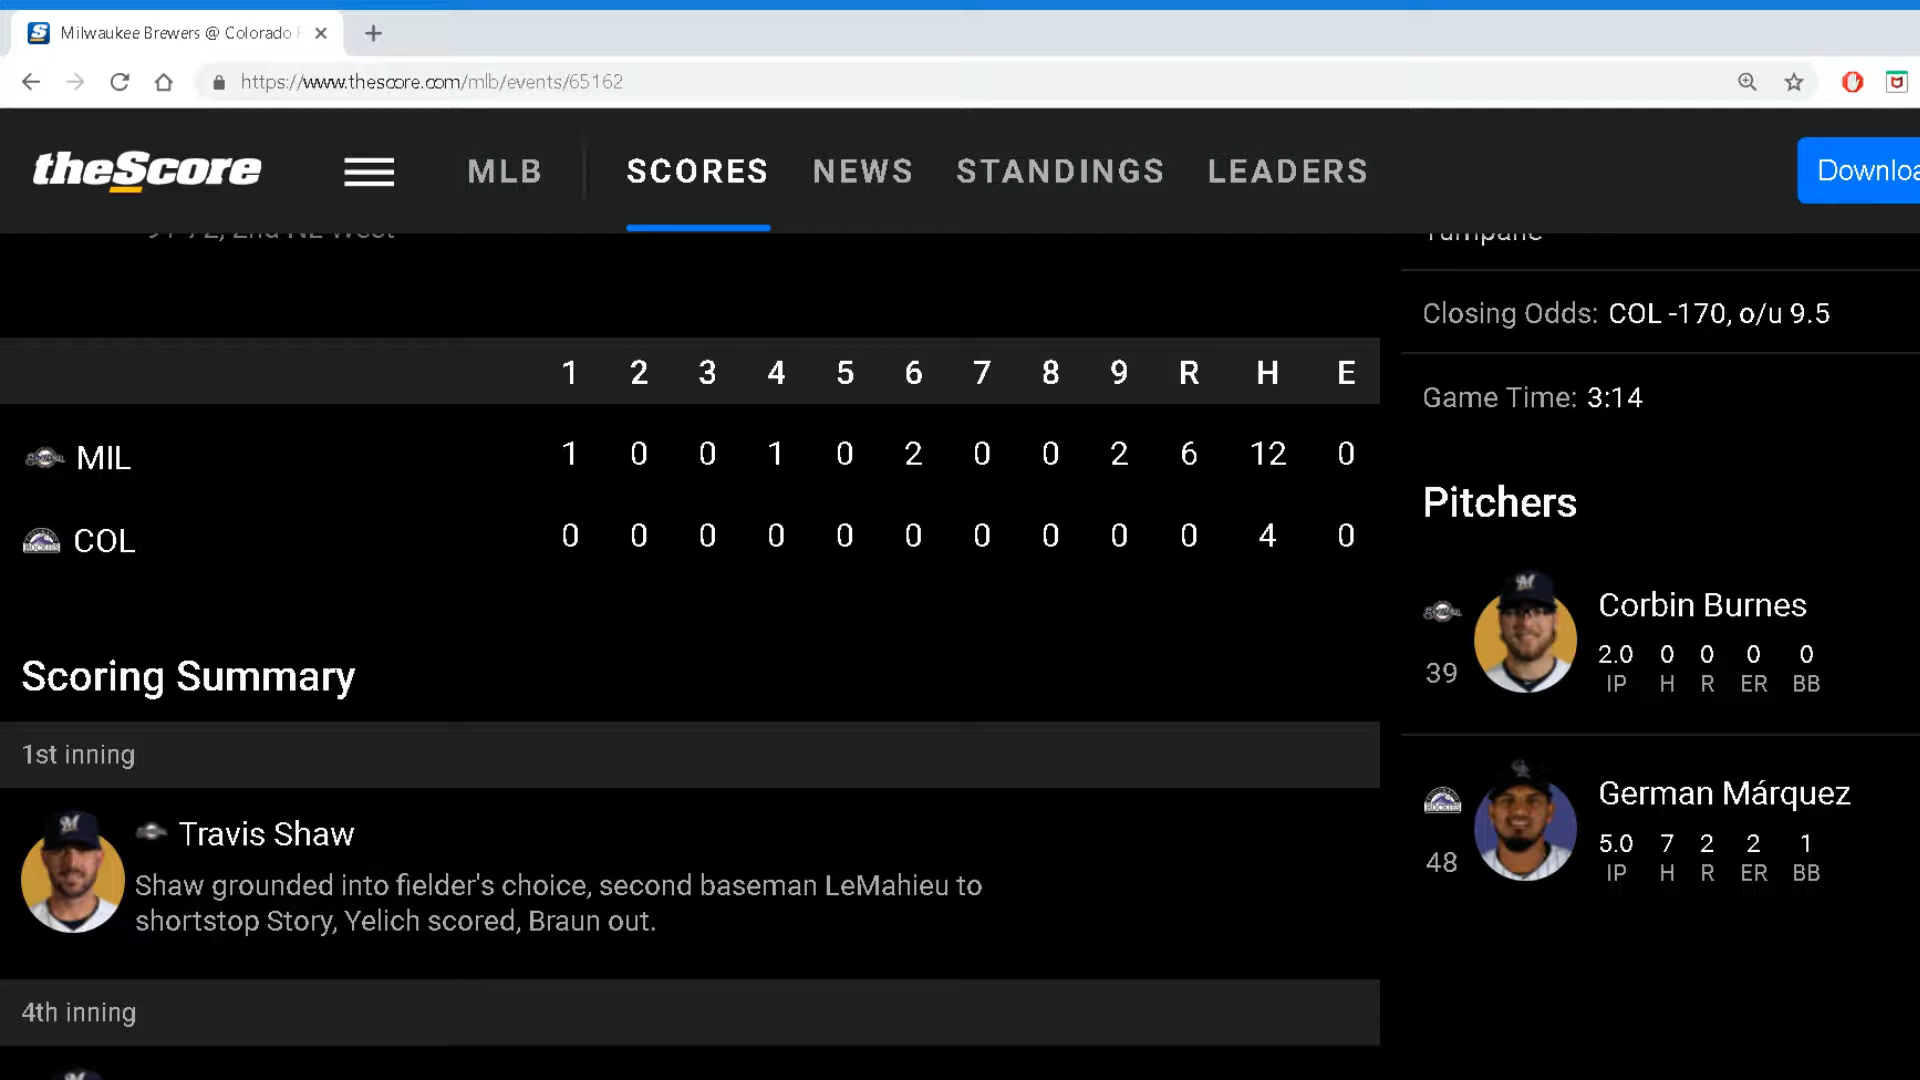 Milwaukee Brewers @ Colorado
https://www.thescore.com/mlb/events/65162
theScore MLB SCORES NEWS STANDINGS LEADERS
Closing Odds: COL -170, o/u 9.5
Game Time: 3:14
1 2 3 4 5 6 7 8 9 R H E
MIL 1 0 0 1 0 2 0 0 2 6 12 0
COL 0 0 0 0 0 0 0 0 0 0 4 0
Scoring Summary
1st inning
Travis Shaw
Shaw grounded into fielder's choice, second baseman LeMahieu to
shortstop Story, Yelich scored, Braun out.
4th inning
Pitchers
Corbin Burnes
39
2.0 0 0 0 0
IP H R ER BB
German Márquez
48
5.0 7 2 2 1
IP H R ER BB